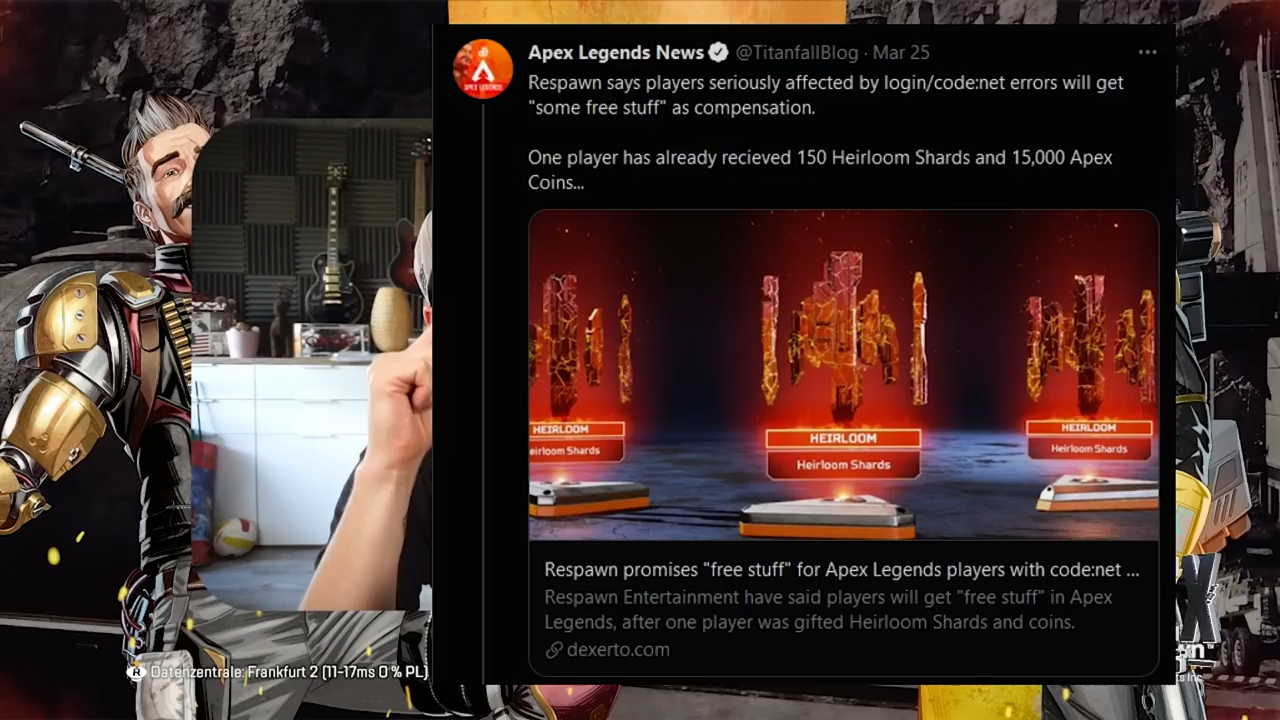 Apex Legends News @TitanfallBlog · Mar 25 ...
Respawn says players seriously affected by login/code:net errors will get
"some free stuff" as compensation.
One player has already recieved 150 Heirloom Shards and 15,000 Apex
Coins...
APEX LEGENDS
HEIRLOOM
eirloom Shards
HEIRLOOM
Heirloom Shards
HEIRLOOM
Heirloom Shards
Respawn promises "free stuff" for Apex Legends players with code:net ...
Respawn Entertainment have said players will get "free stuff" in Apex
Legends, after one player was gifted Heirloom Shards and coins.
dexerto.com
R Datenzentrale: Frankfurt 2 (11-17ms 0 % PL)
X